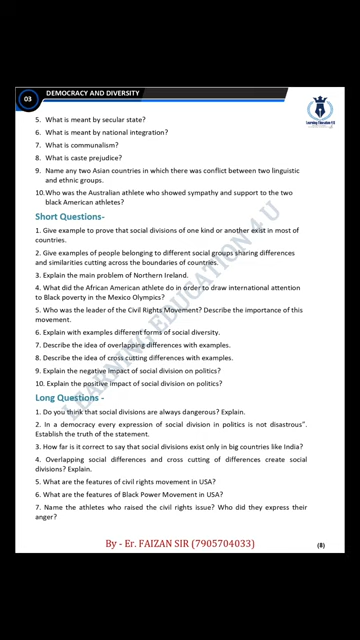 03
DEMOCRACY AND DIVERSITY
Learning Education 4 U
5. What is meant by secular state?
6. What is meant by national integration?
7. What is communalism?
8. What is caste prejudice?
9. Name any two Asian countries in which there was conflict between two linguistic
and ethnic groups.
10.Who was the Australian athlete who showed sympathy and support to the two
black American athletes?
Short Questions-
1. Give example to prove that social divisions of one kind or another exist in most of
countries.
2. Give examples of people belonging to different social groups sharing differences
and similarities cutting across the boundaries of countries.
3. Explain the main problem of Northern Ireland.
4. What did the African American athlete do in order to draw international attention
to Black poverty in the Mexico Olympics?
5. Who was the leader of the Civil Rights Movement? Describe the importance of this
movement.
6. Explain with examples different forms of social diversity.
7. Describe the idea of overlapping differences with examples.
8. Describe the idea of cross cutting differences with examples.
9. Explain the negative impact of social division on politics?
10. Explain the positive impact of social division on politics?
Long Questions -
1. Do you think that social divisions are always dangerous? Explain.
2. In a democracy every expression of social division in politics is not disastrous".
Establish the truth of the statement.
3. How far is it correct to say that social divisions exist only in big countries like India?
4. Overlapping social differences and cross cutting of differences create social
divisions? Explain.
5. What are the features of civil rights movement in USA?
6. What are the features of Black Power Movement in USA?
7. Name the athletes who raised the civil rights issue? Who did they express their
anger?
LEARNING EDUCATION 4 U
By - Er. FAIZAN SIR (7905704033)
(8)